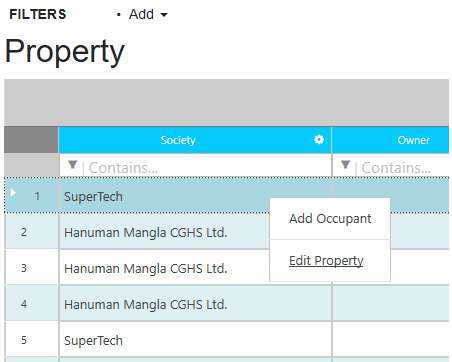 FILTERS • Add
Property
Society Owner
Contains... Contains...
1 SuperTech
Add Occupant
2 Hanuman Mangla CGHS Ltd.
Edit Property
3 Hanuman Mangla CGHS Ltd.
4 Hanuman Mangla CGHS Ltd.
5 SuperTech